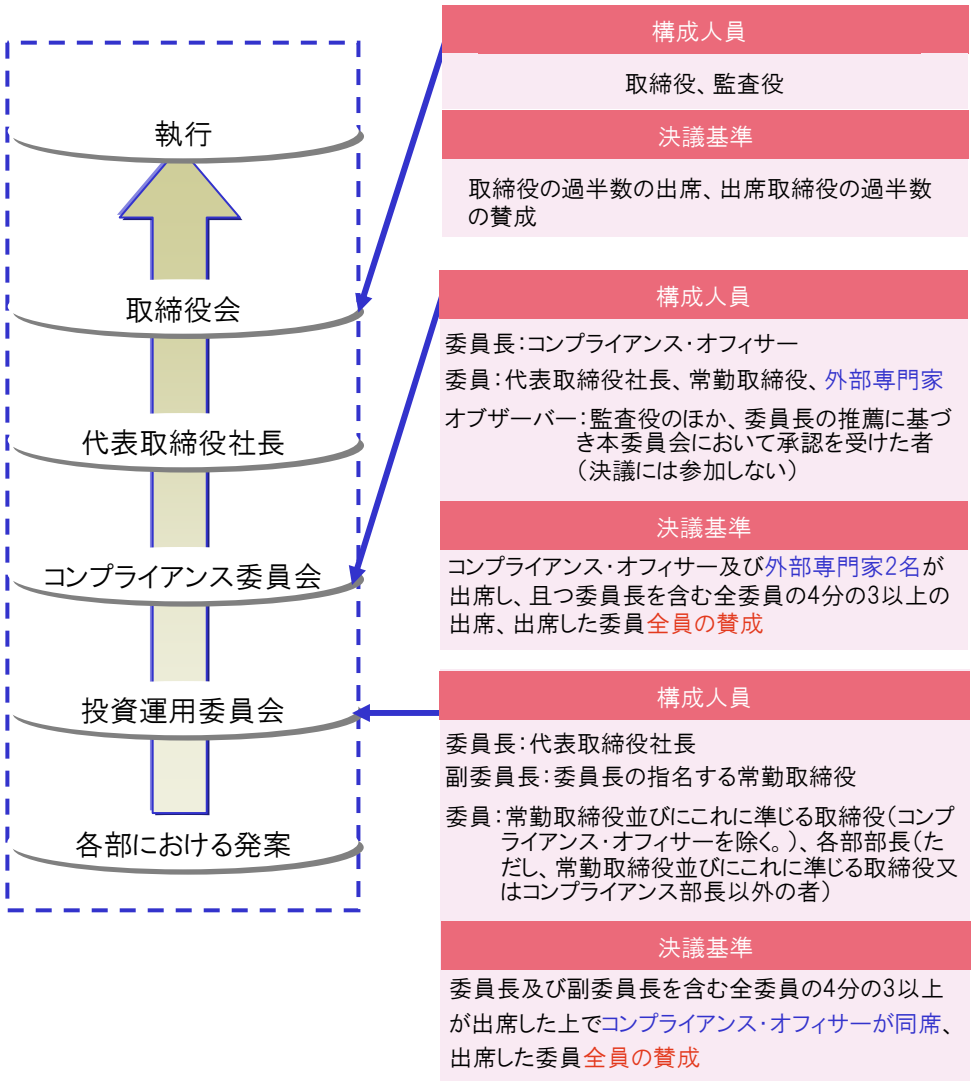 執行
取締役会
代表取締役社長
コンプライアンス委員会
投資運用委員会
各部における発案
構成人員
取締役、監査役
決議基準
取締役の過半数の出席、出席取締役の過半数
の賛成
構成人員
委員長：コンプライアンス・オフィサー
委員：代表取締役社長、常勤取締役、外部専門家
オブザーバー：監査役のほか、委員長の推薦に基づ
き本委員会において承認を受けた者
（決議には参加しない）
決議基準
コンプライアンス・オフィサー及び外部専門家2名が
出席し、且つ委員長を含む全委員の4分の3以上の
出席、出席した委員全員の賛成
構成人員
委員長：代表取締役社長
副委員長：委員長の指名する常勤取締役
委員：常勤取締役並びにこれに準じる取締役（コンプ
ライアンス・オフィサーを除く。）、各部部長（た
だし、常勤取締役並びにこれに準じる取締役又
はコンプライアンス部長以外の者）
決議基準
委員長及び副委員長を含む全委員の4分の3以上
が出席した上でコンプライアンス・オフィサーが同席、
出席した委員全員の賛成